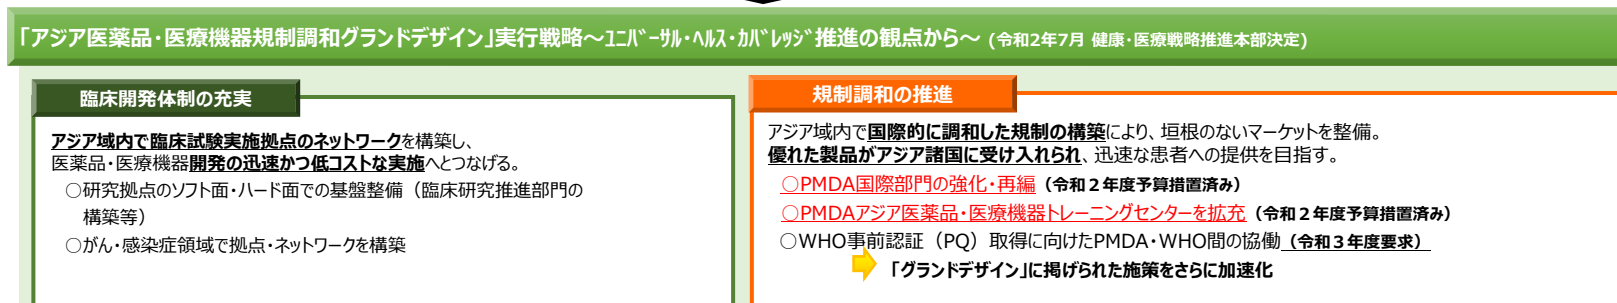 「アジア医薬品・医療機器規制調和グランドデザイン」実行戦略～ﾕﾆﾊﾞｰｻﾙ・ﾍﾙｽ・ｶﾊﾞﾚｯｼﾞ推進の観点から～ (令和2年7月 健康・医療戦略推進本部決定)
臨床開発体制の充実
アジア域内で臨床試験実施拠点のネットワークを構築し、
医薬品・医療機器開発の迅速かつ低コストな実施へとつなげる。
○研究拠点のソフト面・ハード面での基盤整備（臨床研究推進部門の
構築等）
○がん・感染症領域で拠点・ネットワークを構築
規制調和の推進
アジア域内で国際的に調和した規制の構築により、垣根のないマーケットを整備。
優れた製品がアジア諸国に受け入れられ、迅速な患者への提供を目指す。
○PMDA国際部門の強化・再編（令和２年度予算措置済み）
○PMDAアジア医薬品・医療機器トレーニングセンターを拡充（令和２年度予算措置済み）
○WHO事前認証（PQ）取得に向けたPMDA・WHO間の協働（令和３年度要求）
「グランドデザイン」に掲げられた施策をさらに加速化